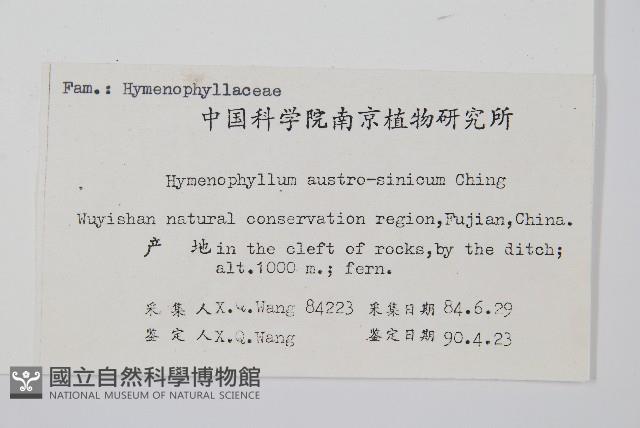 Fam.: Hymenophyllaceae
中国科学院南京植物研究所
Hymenophyllum austro-sinicum Ching
Wuyishan natural conservation region,Fujian,China.
产 地 in the cleft of rocks,by the ditch;
alt.1000 m.; fern.
采 集 人 X.Q.Wang 84223 采集日期 84.6.29
鉴 定 人 X.Q.Wang 鉴定日期 90.4.23
國立自然科學博物館
NATIONAL MUSEUM OF NATURAL SCIENCE